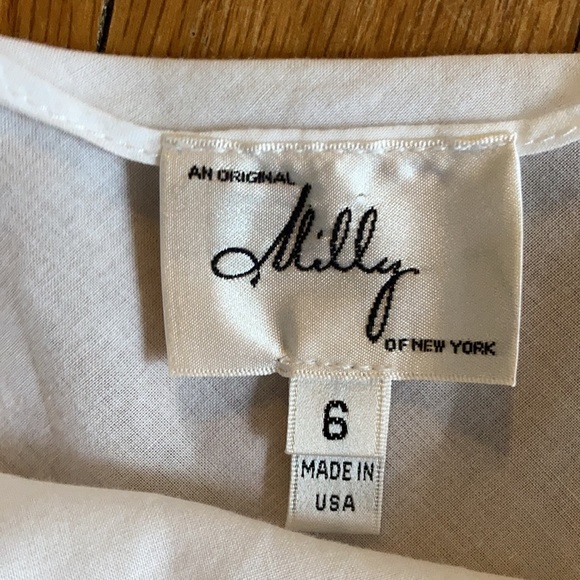 AN ORIGINAL
Milly
OF NEW YORK
6
MADE IN
USA